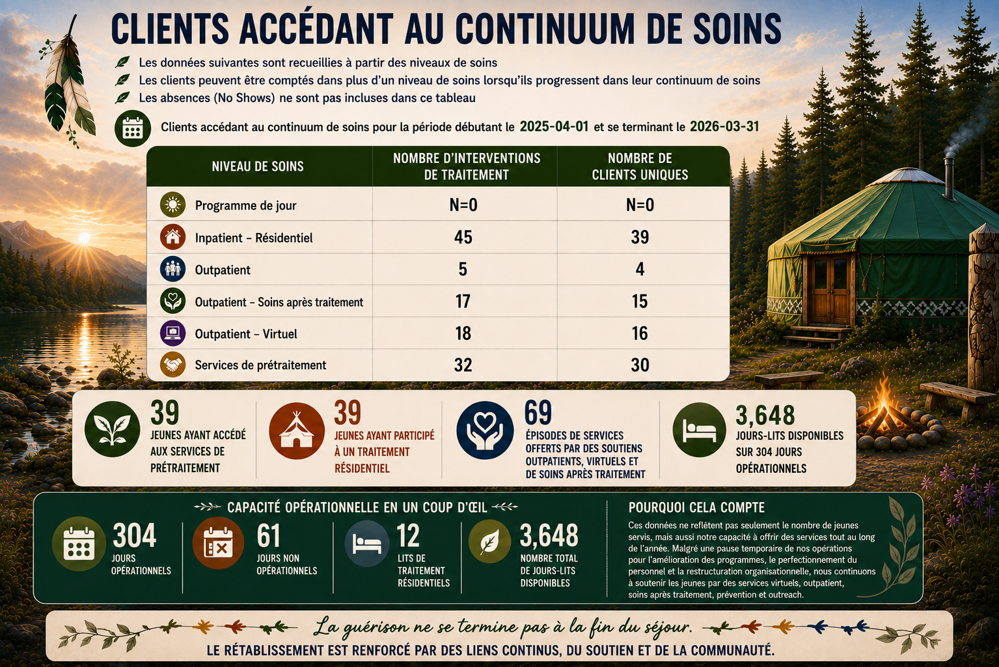 CLIENTS ACCÉDANT AU CONTINUUM DE SOINS
Les données suivantes sont recueillies à partir des niveaux de soins
Les clients peuvent être comptés dans plus d'un niveau de soins lorsqu'ils progressent dans leur continuum de soins
Les absences (No Shows) ne sont pas incluses dans ce tableau
Clients accédant au continuum de soins pour la période débutant le 2025-04-01 et se terminant le 2026-03-31
NIVEAU DE SOINS
NOMBRE D'INTERVENTIONS
DE TRAITEMENT
NOMBRE DE
CLIENTS UNIQUES
Programme de jour N=0 N=0
Inpatient – Résidentiel 45 39
Outpatient 5 4
Outpatient – Soins après traitement 17 15
Outpatient – Virtuel 18 16
Services de prétraitement 32 30
39
JEUNES AYANT ACCÉDÉ
AUX SERVICES DE
PRÉTRAITEMENT
39
JEUNES AYANT PARTICIPÉ
À UN TRAITEMENT
RÉSIDENTIEL
69
ÉPISODES DE SERVICES
OFFERTS PAR DES SOUTIENS
OUTPATIENTS, VIRTUELS ET
DE SOINS APRÈS TRAITEMENT
3,648
JOURS-LITS DISPONIBLES
SUR 304 JOURS
OPÉRATIONNELS
CAPACITÉ OPÉRATIONNELLE EN UN COUP D'ŒIL
304
JOURS
OPÉRATIONNELS
61
JOURS NON
OPÉRATIONNELS
12
LITS DE
TRAITEMENT
RÉSIDENTIELS
3,648
NOMBRE TOTAL
DE JOURS-LITS
DISPONIBLES
POURQUOI CELA COMPTE
Ces données ne reflètent pas seulement le nombre de jeunes
servis, mais aussi notre capacité à offrir des services tout au long
de l'année. Malgré une pause temporaire de nos opérations
pour l'amélioration des programmes, le perfectionnement du
personnel et la restructuration organisationnelle, nous continuons
à soutenir les jeunes par des services virtuels, outpatient,
soins après traitement, prévention et outreach.
La guérison ne se termine pas à la fin du séjour.
LE RÉTABLISSEMENT EST RENFORCÉ PAR DES LIENS CONTINUS, DU SOUTIEN ET DE LA COMMUNAUTÉ.